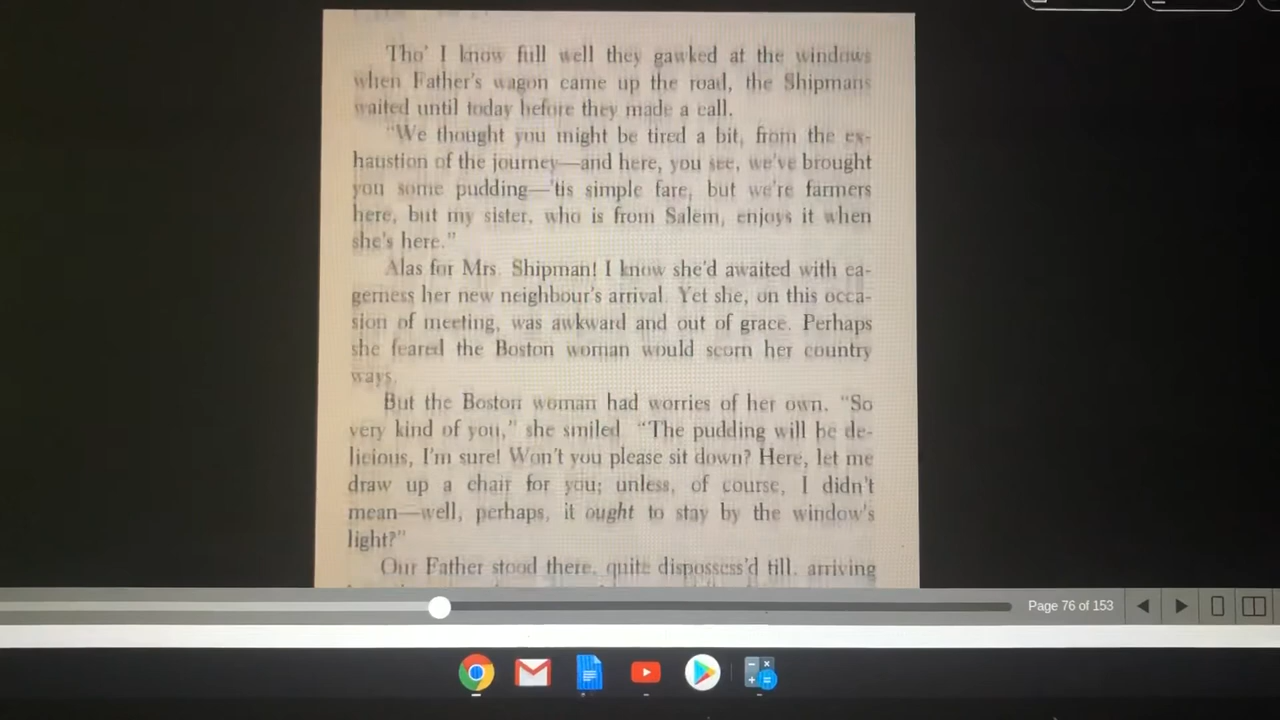 Tho' I know full well they gawked at the windows
when Father's wagon came up the road, the Shipmans
waited until today before they made a call.
"We thought you might be tired a bit, from the ex-
haustion of the journey—and here, you see, we've brought
you some pudding—'tis simple fare, but we're farmers
here, but my sister, who is from Salem, enjoys it when
she's here."
Alas for Mrs. Shipman! I know she'd awaited with ea-
gerness her new neighbour's arrival. Yet she, on this occa-
sion of meeting, was awkward and out of grace. Perhaps
she feared the Boston woman would scorn her country
ways.
But the Boston woman had worries of her own. "So
very kind of you," she smiled "The pudding will be de-
licious, I'm sure! Won't you please sit down? Here, let me
draw up a chair for you; unless, of course, I didn't
mean—well, perhaps, it ought to stay by the window's
light?"
Our Father stood there, quite dispossess'd till, arriving
Page 76 of 153